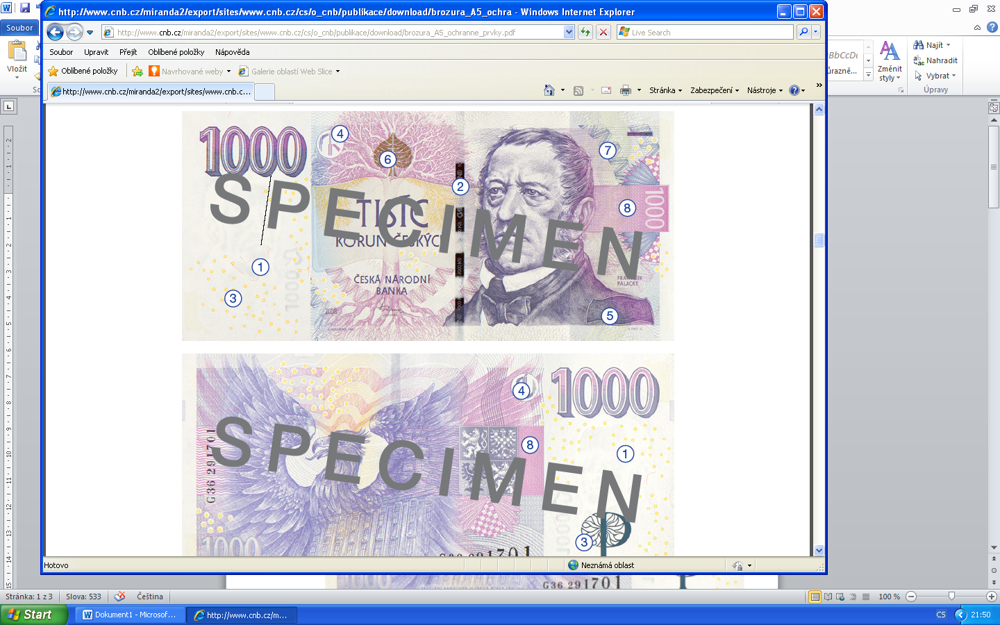 http://www.cnb.cz/miranda2/export/sites/www.cnb.cz/cs/o_cnb/publikace/download/brozura_A5_ochra - Windows Internet Explorer
http://www.cnb.cz/miranda2/export/sites/www.cnb.cz/cs/o_cnb/publikace/download/brozura_A5_ochranne_prvky.pdf
Live Search
Soubor
Soubor Upravit Přejít Oblíbené položky Nápověda
Oblíbené položky Navrhované weby Galerie oblastí Web Slice
http://www.cnb.cz/miranda2/export/sites/www.cnb.c...
Stránka Zabezpečení Nástroje
Vložit
Změnit
styly
Najít
Nahradit
Vybrat
Úpravy
1000
4
6
7
2
8
1000
SPECIMEN
TISÍC
KORUN ČESKÝCH
1
3
1000 Kč
ČESKÁ NÁRODNÍ
BANKA
2008
FRANTIŠEK
PALACKÝ
5
4
1000
SPECIMEN
8
1
G36 291701
3
1000
G36 291701
Hotovo
Neznámá oblast
1000
G36 291701
Stránka: 1 z 3 Slova: 533 Čeština
100 %
Start
Dokument1 - Microsof...
http://www.cnb.cz/m...
CS
21:50